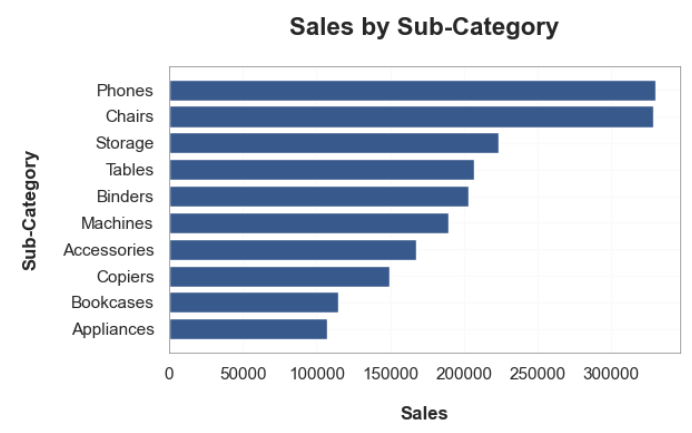 Sales by Sub-Category
Sub-Category
Phones
Chairs
Storage
Tables
Binders
Machines
Accessories
Copiers
Bookcases
Appliances
0 50000 100000 150000 200000 250000 300000
Sales